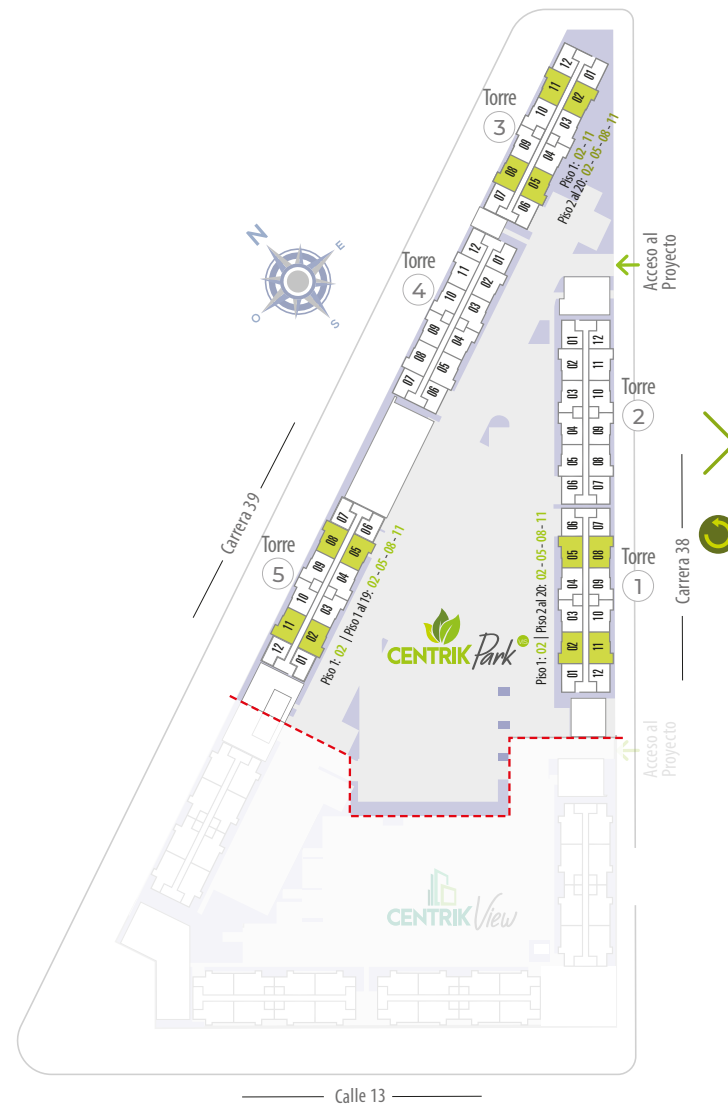 12
01
11
02
10
03
09
04
08
05
07
06
Torre
3
Piso 1: 02 - 11
Piso 2 al 20: 02 - 05 - 08 - 11
N
E
O
S
Acceso al
Proyecto
Torre
4
12
01
11
02
10
03
09
04
08
05
07
06
01
12
02
11
03
10
04
09
05
08
06
07
Torre
2
Carrera 39
Torre
5
07
06
08
05
09
04
10
03
11
02
12
01
Piso 1: 02 | Piso 1 al 19: 02 - 05 - 08 - 11
Piso 1: 02 | Piso 2 al 20: 02 - 05 - 08 - 11
06
07
05
08
04
09
03
10
02
11
01
12
Torre
1
Carrera 38
CENTRIK Park
VIS
Acceso al
Proyecto
CENTRIK View
Calle 13